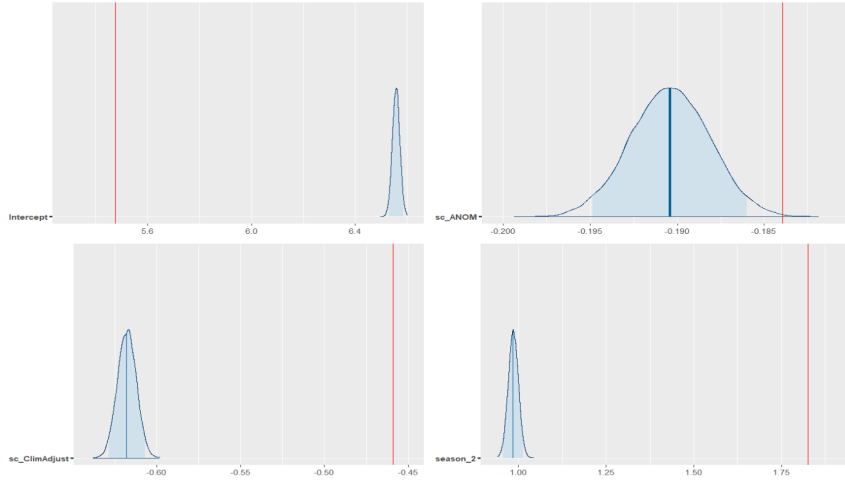 Intercept
5.6 6.0 6.4
sc_ANOM
-0.200 -0.195 -0.190 -0.185
sc_ClimAdjust
-0.60 -0.55 -0.50 -0.45
season_2
1.00 1.25 1.50 1.75